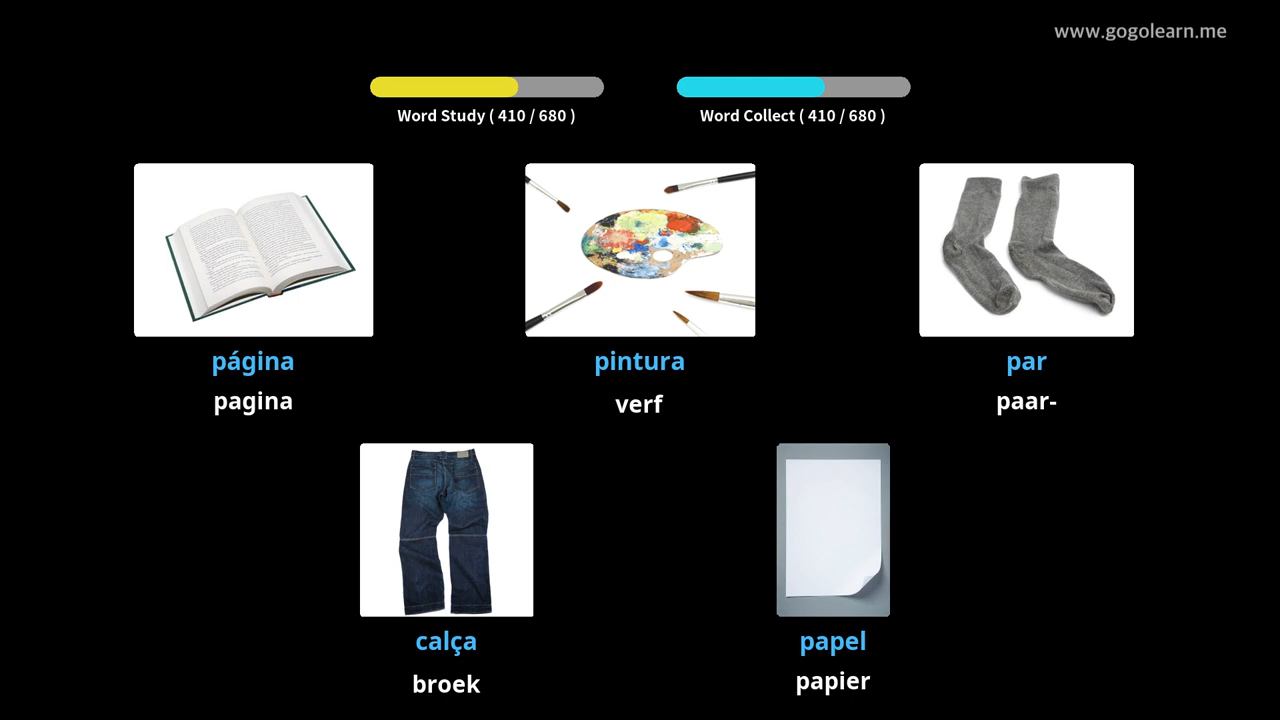 www.gogolearn.me
Word Study ( 410 / 680 )
Word Collect ( 410 / 680 )
página
pintura
par
pagina
verf
paar-
calça
papel
broek
papier